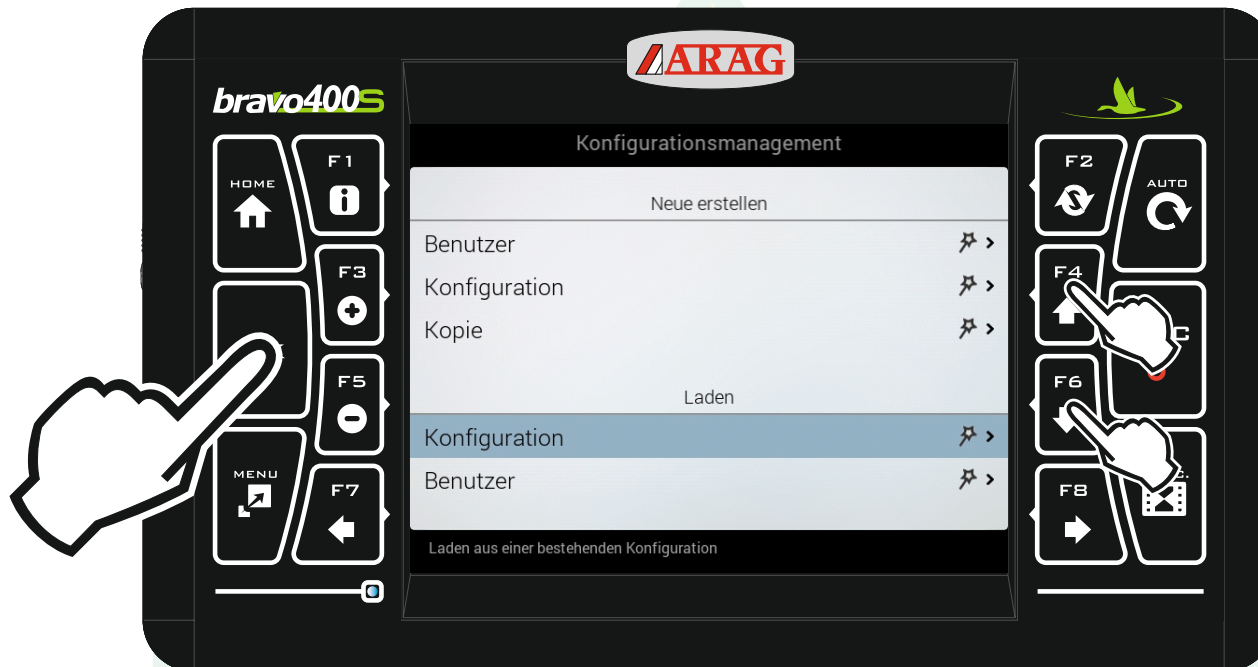 ARAG
bravo400S
Konfigurationsmanagement
HOME
F1
F2
AUTO
Neue erstellen
Benutzer
Konfiguration
Kopie
F3
F4
Laden
F5
F6
Konfiguration
Benutzer
MENU
F7
F8
Laden aus einer bestehenden Konfiguration